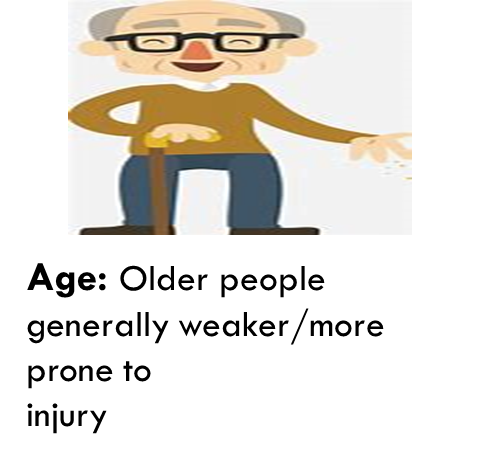 Age: Older people
generally weaker/more
prone to
injury